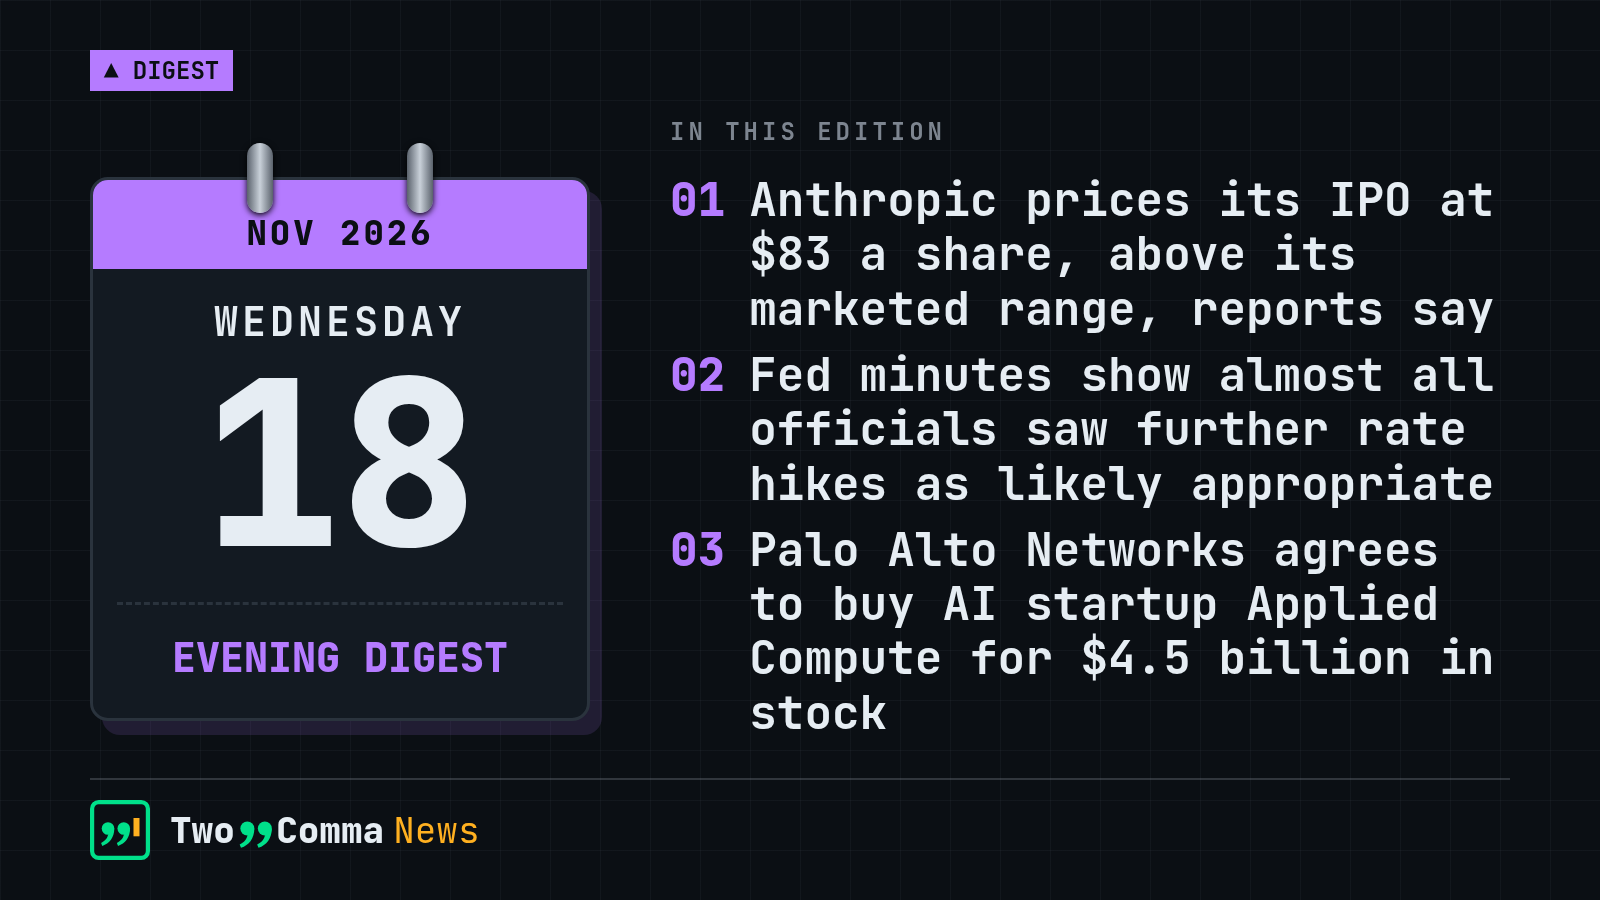 ▲ DIGEST
NOV 2026
WEDNESDAY
18
EVENING DIGEST
IN THIS EDITION
01 Anthropic prices its IPO at
$83 a share, above its
marketed range, reports say
02 Fed minutes show almost all
officials saw further rate
hikes as likely appropriate
03 Palo Alto Networks agrees
to buy AI startup Applied
Compute for $4.5 billion in
stock
Two,,Comma News